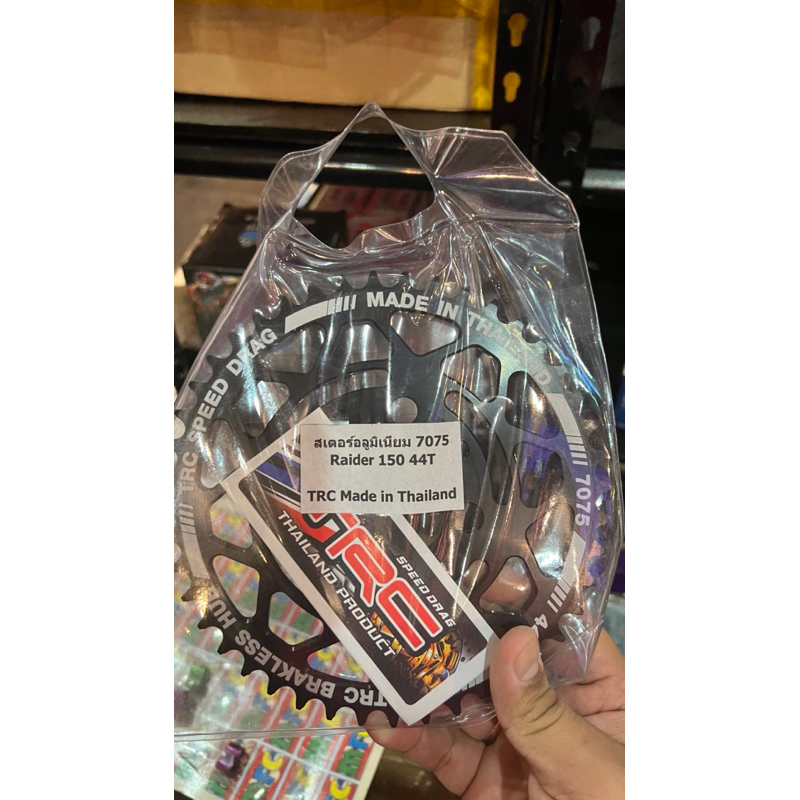 MADE IN THAILAND
TRC SPEED DRAG
7075
สเตอร์อลูมิเนียม 7075
Raider 150 44T
TRC Made in Thailand
TRC
SPEED DRAG
THAILAND PRODUCT
TRC BRAKLESS HUB